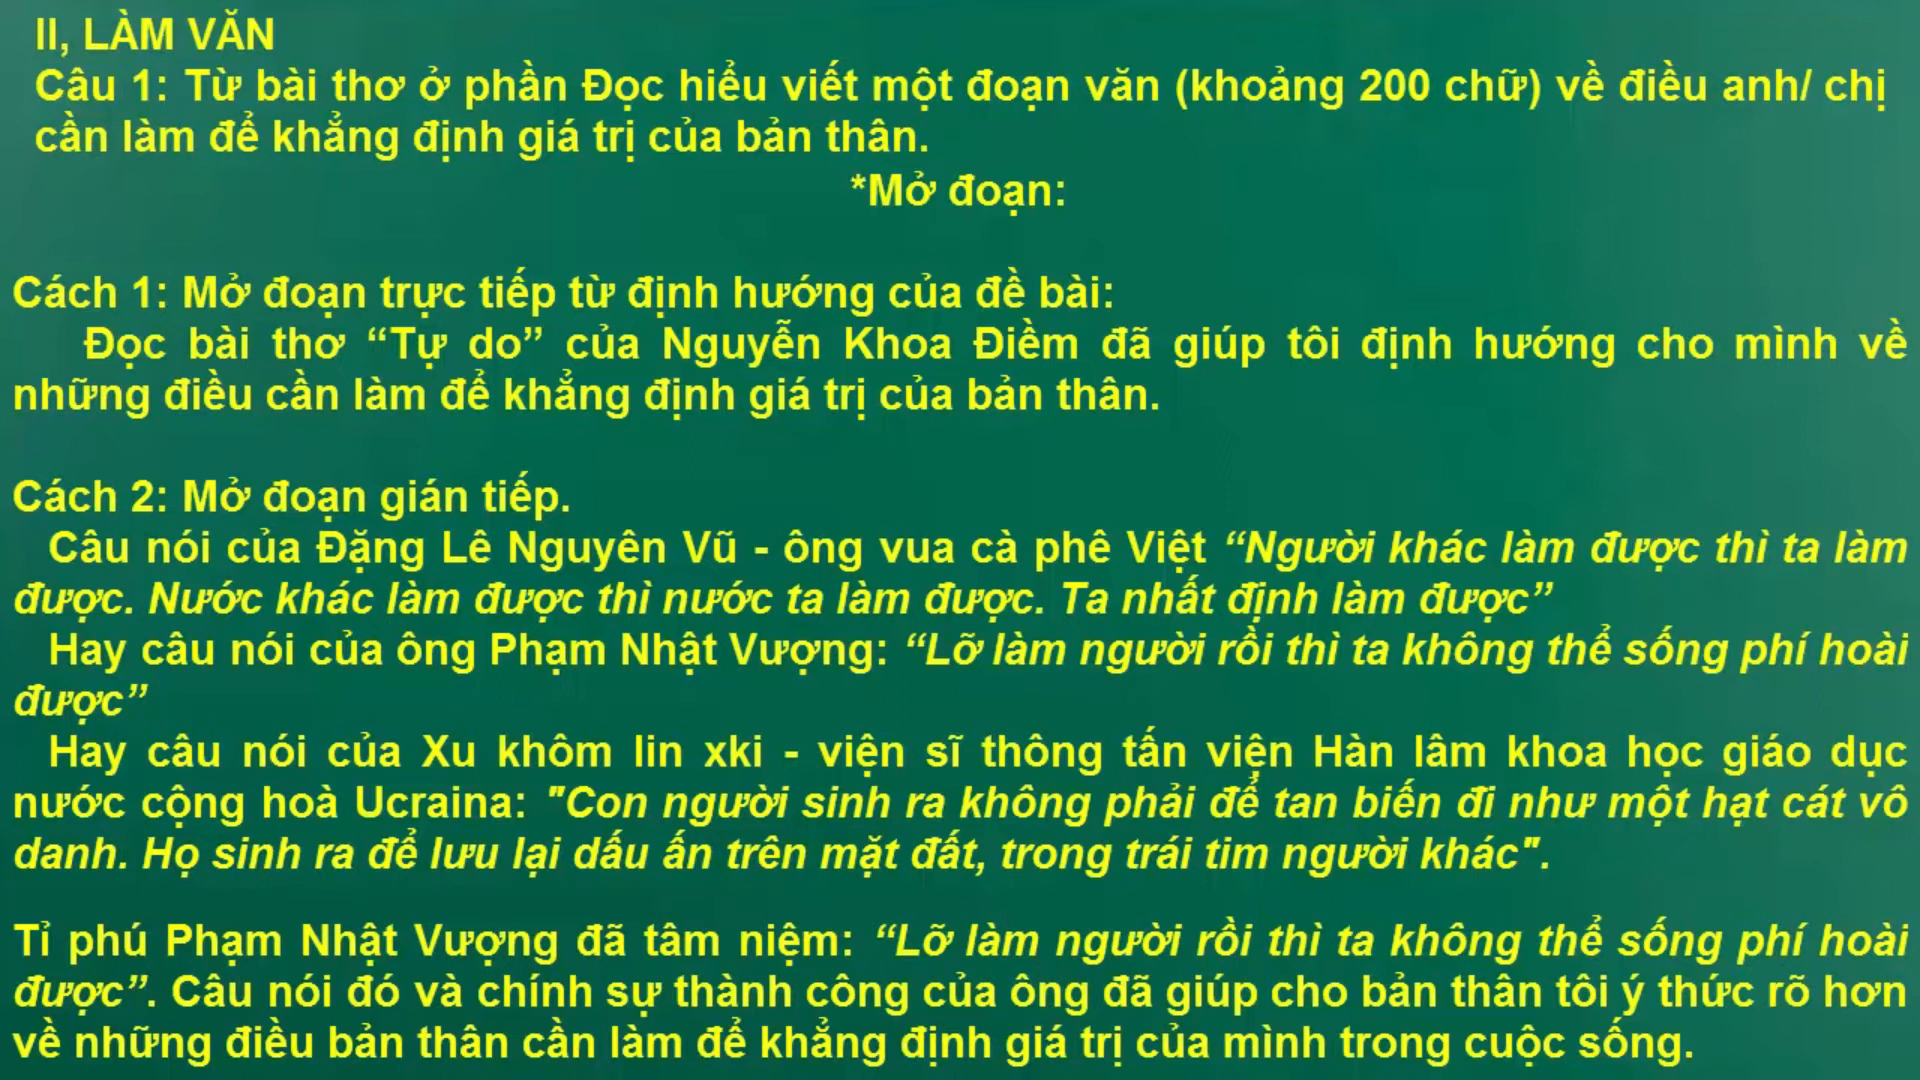 II, LÀM VĂN
Câu 1: Từ bài thơ ở phần Đọc hiểu viết một đoạn văn (khoảng 200 chữ) về điều anh/ chị
cần làm để khẳng định giá trị của bản thân.
*Mở đoạn:
Cách 1: Mở đoạn trực tiếp từ định hướng của đề bài:
Đọc bài thơ “Tự do” của Nguyễn Khoa Điềm đã giúp tôi định hướng cho mình về
những điều cần làm để khẳng định giá trị của bản thân.
Cách 2: Mở đoạn gián tiếp.
Câu nói của Đặng Lê Nguyên Vũ - ông vua cà phê Việt “Người khác làm được thì ta làm
được. Nước khác làm được thì nước ta làm được. Ta nhất định làm được”
Hay câu nói của ông Phạm Nhật Vượng: “Lỡ làm người rồi thì ta không thể sống phí hoài
được”
Hay câu nói của Xu khôm lin xki - viện sĩ thông tấn viện Hàn lâm khoa học giáo dục
nước cộng hoà Ucraina: "Con người sinh ra không phải để tan biến đi như một hạt cát vô
danh. Họ sinh ra để lưu lại dấu ấn trên mặt đất, trong trái tim người khác".
Tỉ phú Phạm Nhật Vượng đã tâm niệm: “Lỡ làm người rồi thì ta không thể sống phí hoài
được”. Câu nói đó và chính sự thành công của ông đã giúp cho bản thân tôi ý thức rõ hơn
về những điều bản thân cần làm để khẳng định giá trị của mình trong cuộc sống.